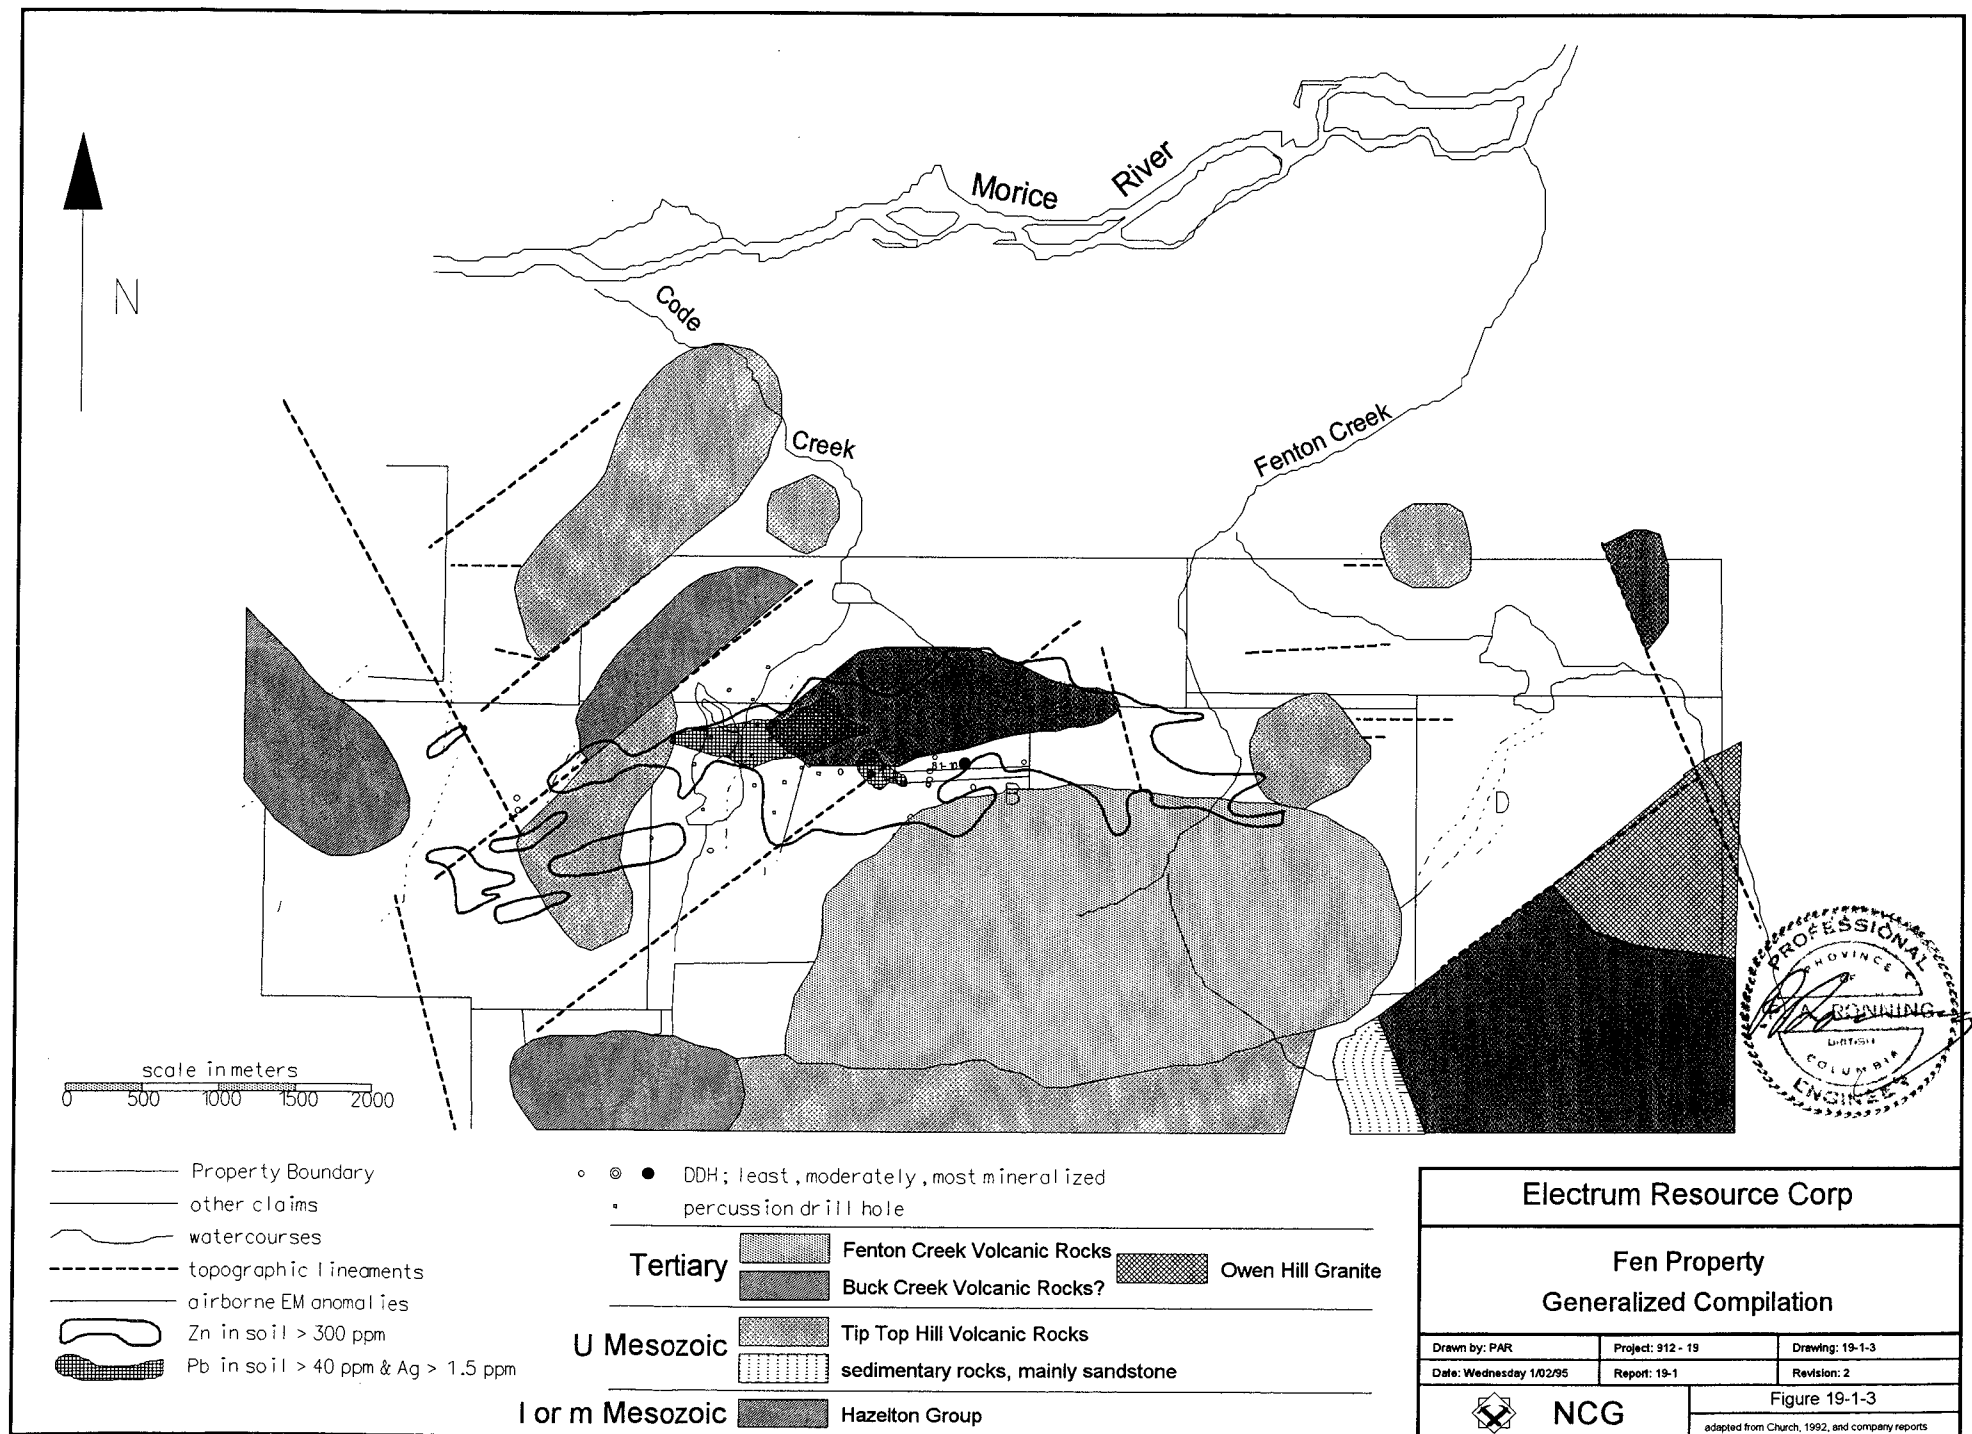 Morice River
N
Code
Creek
Fenton Creek
B
D
scale in meters
0 500 1000 1500 2000
PROFESSIONAL
PROVINCE
OF
P. A. RONNING
BRITISH
COLUMBIA
ENGINEER
Property Boundary
other claims
watercourses
topographic lineaments
airborne EM anomalies
Zn in soil > 300 ppm
Pb in soil > 40 ppm & Ag > 1.5 ppm
DDH; least, moderately, most mineralized
percussion drill hole
Tertiary
Fenton Creek Volcanic Rocks
Buck Creek Volcanic Rocks?
Owen Hill Granite
U Mesozoic
Tip Top Hill Volcanic Rocks
sedimentary rocks, mainly sandstone
l or m Mesozoic
Hazelton Group
Electrum Resource Corp
Fen Property
Generalized Compilation
Drawn by: PAR
Project: 912 - 19
Drawing: 19-1-3
Date: Wednesday 1/02/95
Report: 19-1
Revision: 2
NCG
Figure 19-1-3
adapted from Church, 1992, and company reports